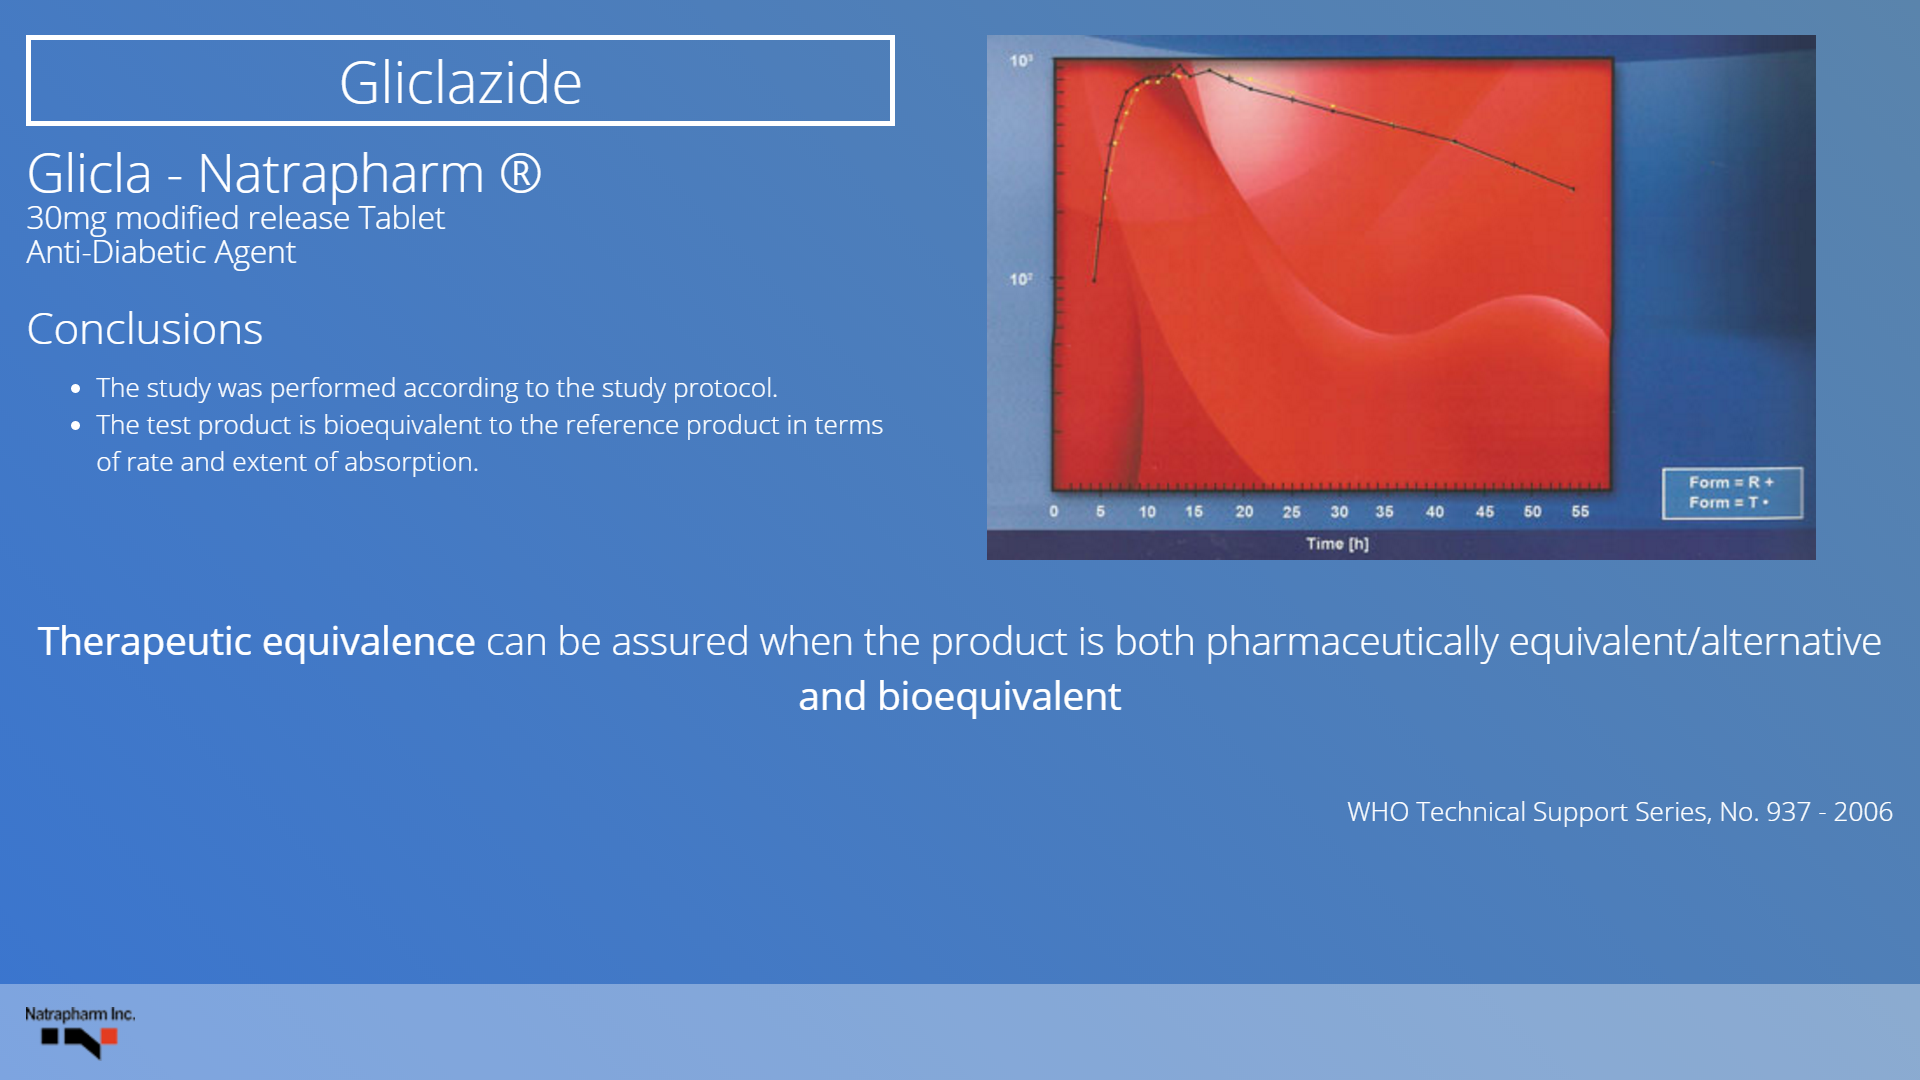 Gliclazide
Glicla - Natrapharm ®
30mg modified release Tablet
Anti-Diabetic Agent
Conclusions
• The study was performed according to the study protocol.
• The test product is bioequivalent to the reference product in terms
of rate and extent of absorption.
10³
10²
0 5 10 15 20 25 30 35 40 45 50 55
Time [h]
Form = R +
Form = T •
Therapeutic equivalence can be assured when the product is both pharmaceutically equivalent/alternative
and bioequivalent
WHO Technical Support Series, No. 937 - 2006
Natrapharm Inc.